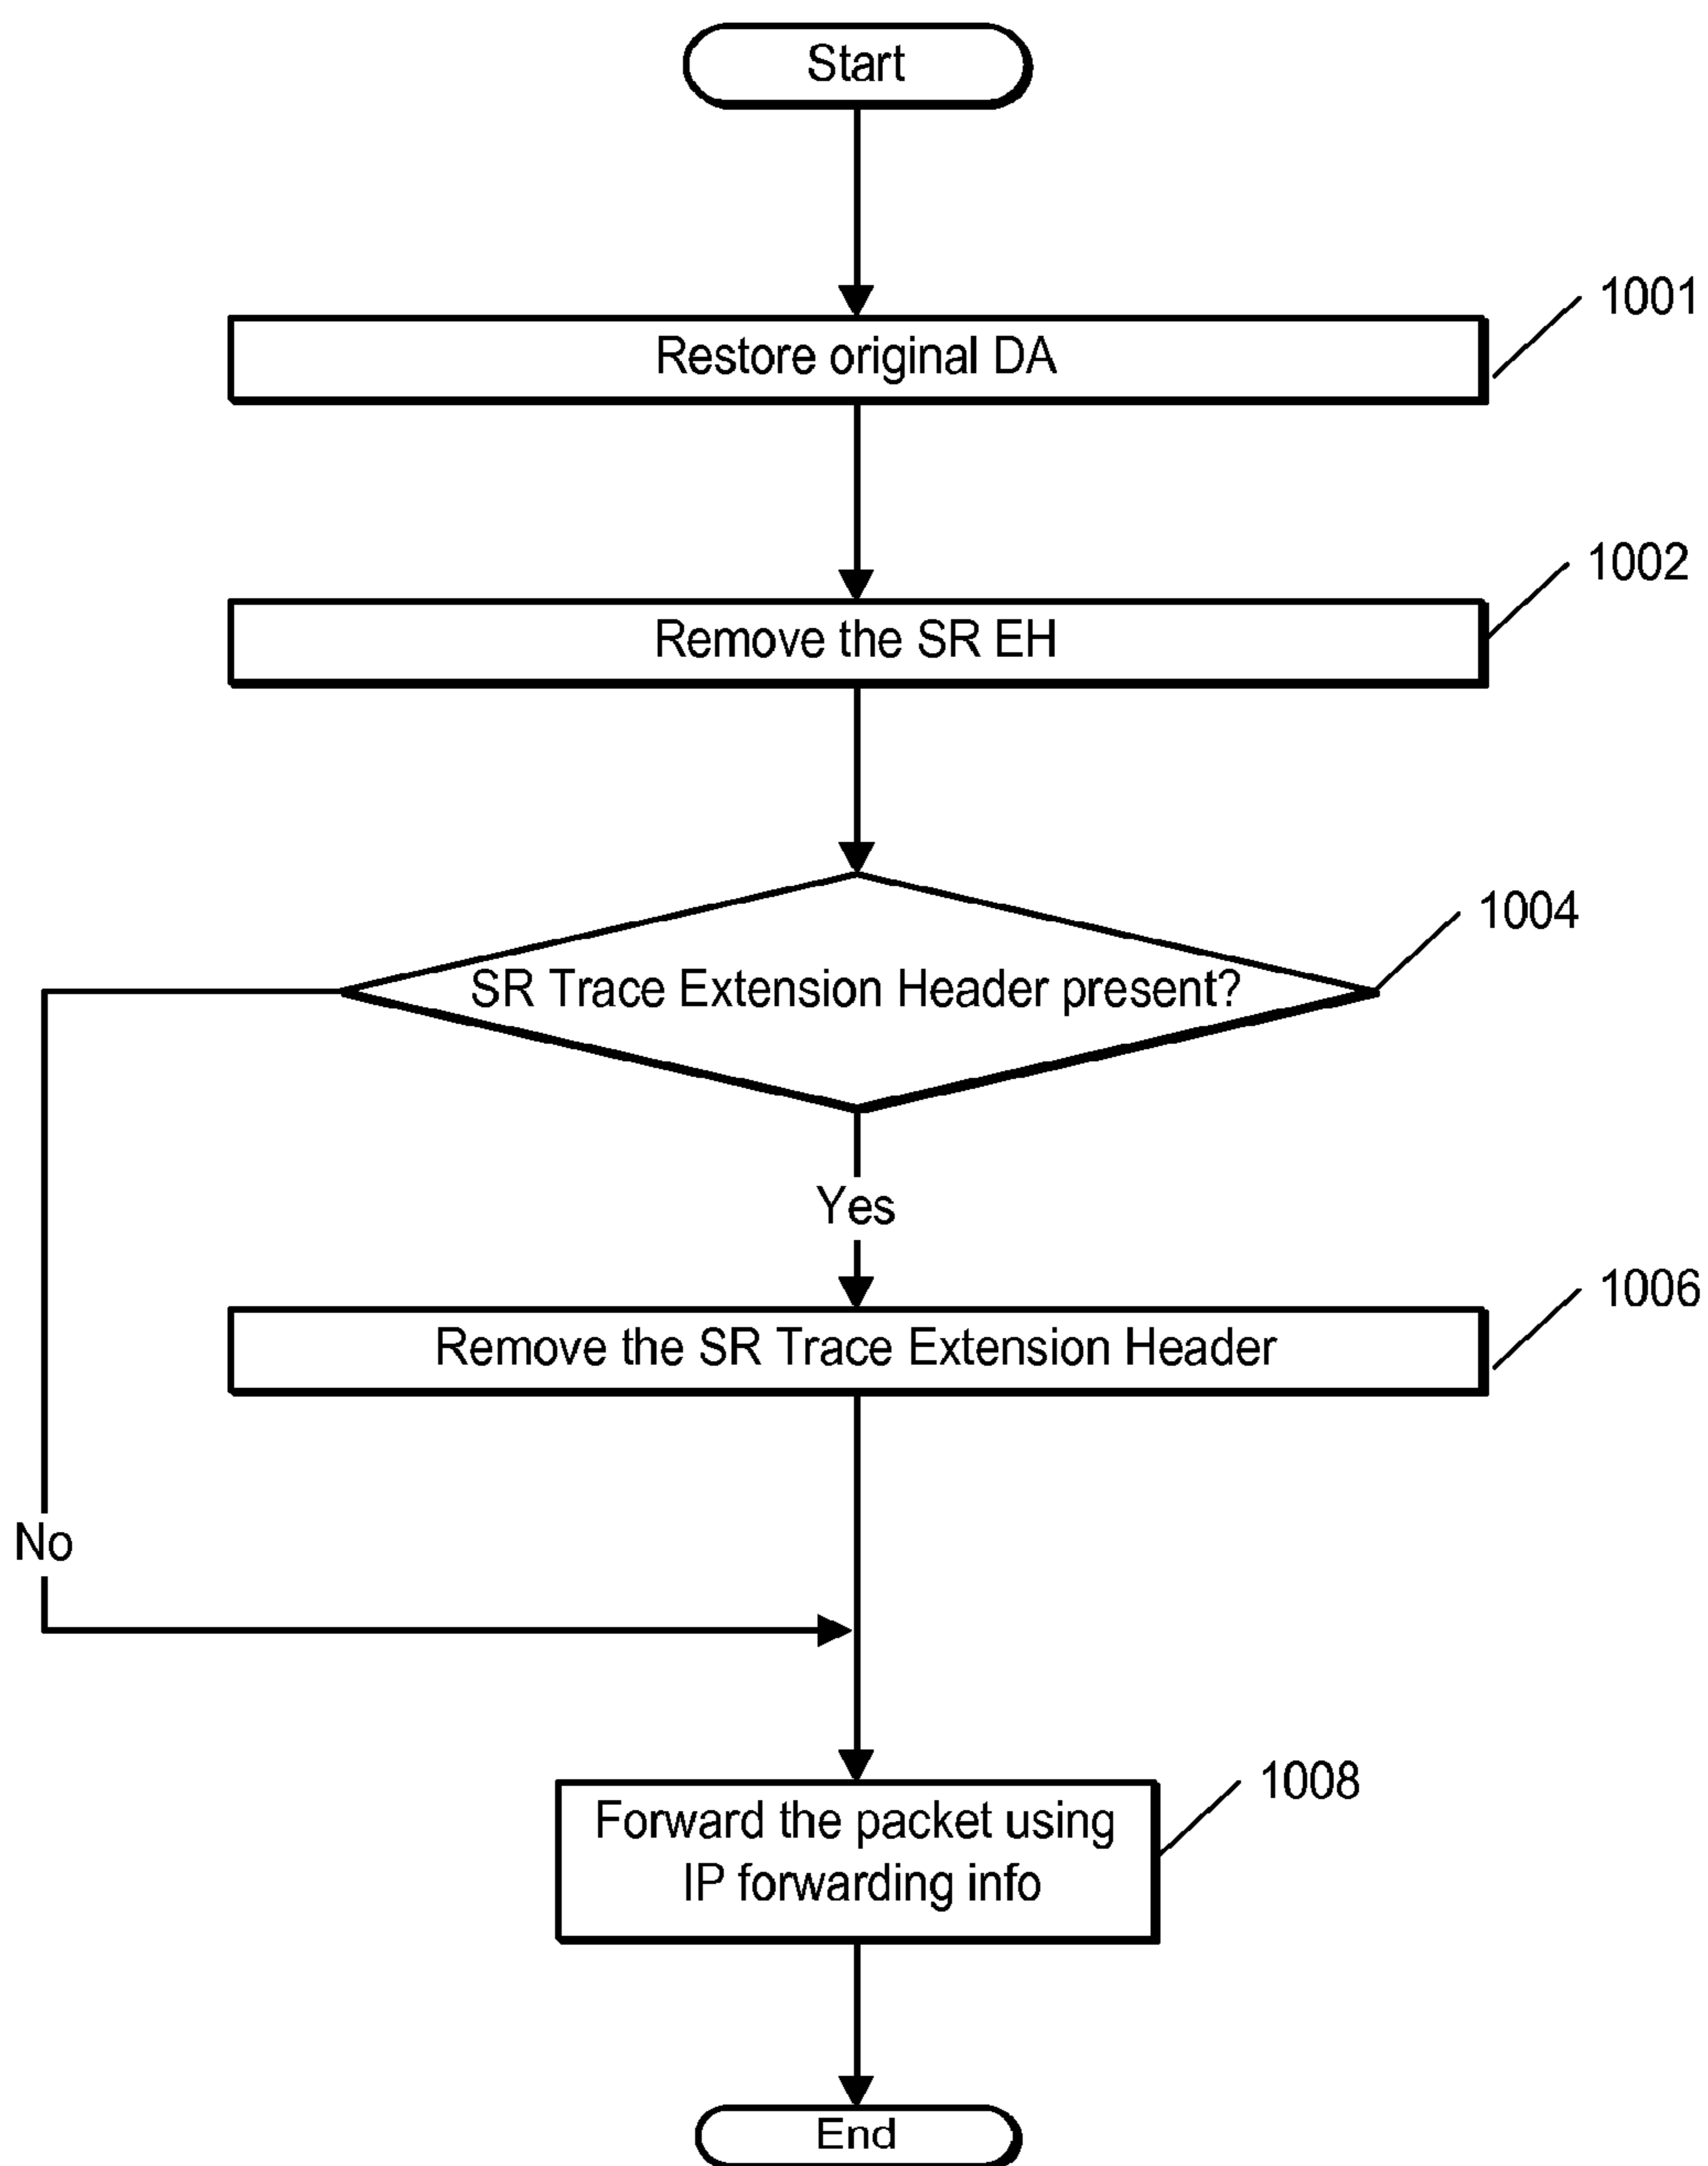 Start
1001
Restore original DA
1002
Remove the SR EH
1004
SR Trace Extension Header present?
Yes
1006
Remove the SR Trace Extension Header
No
1008
Forward the packet using
IP forwarding info
End